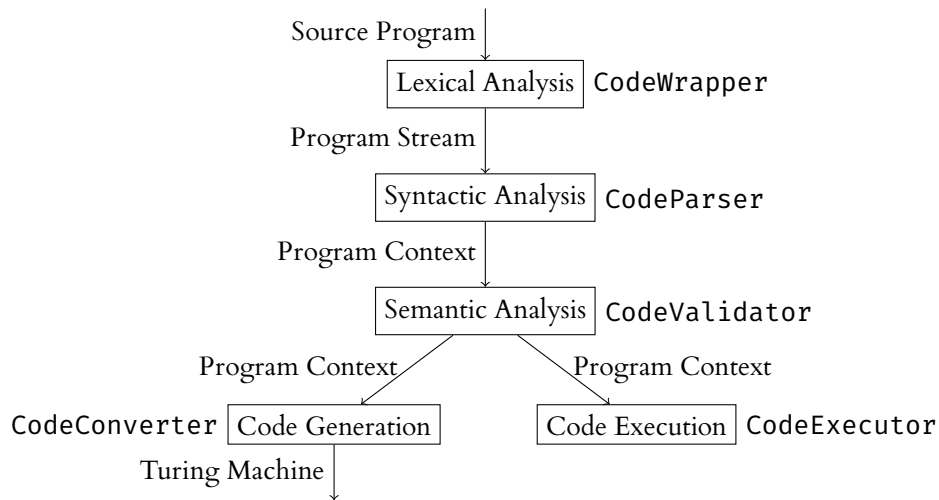 Source Program
Lexical Analysis CodeWrapper
Program Stream
Syntactic Analysis CodeParser
Program Context
Semantic Analysis CodeValidator
Program Context Program Context
CodeConverter Code Generation Code Execution CodeExecutor
Turing Machine